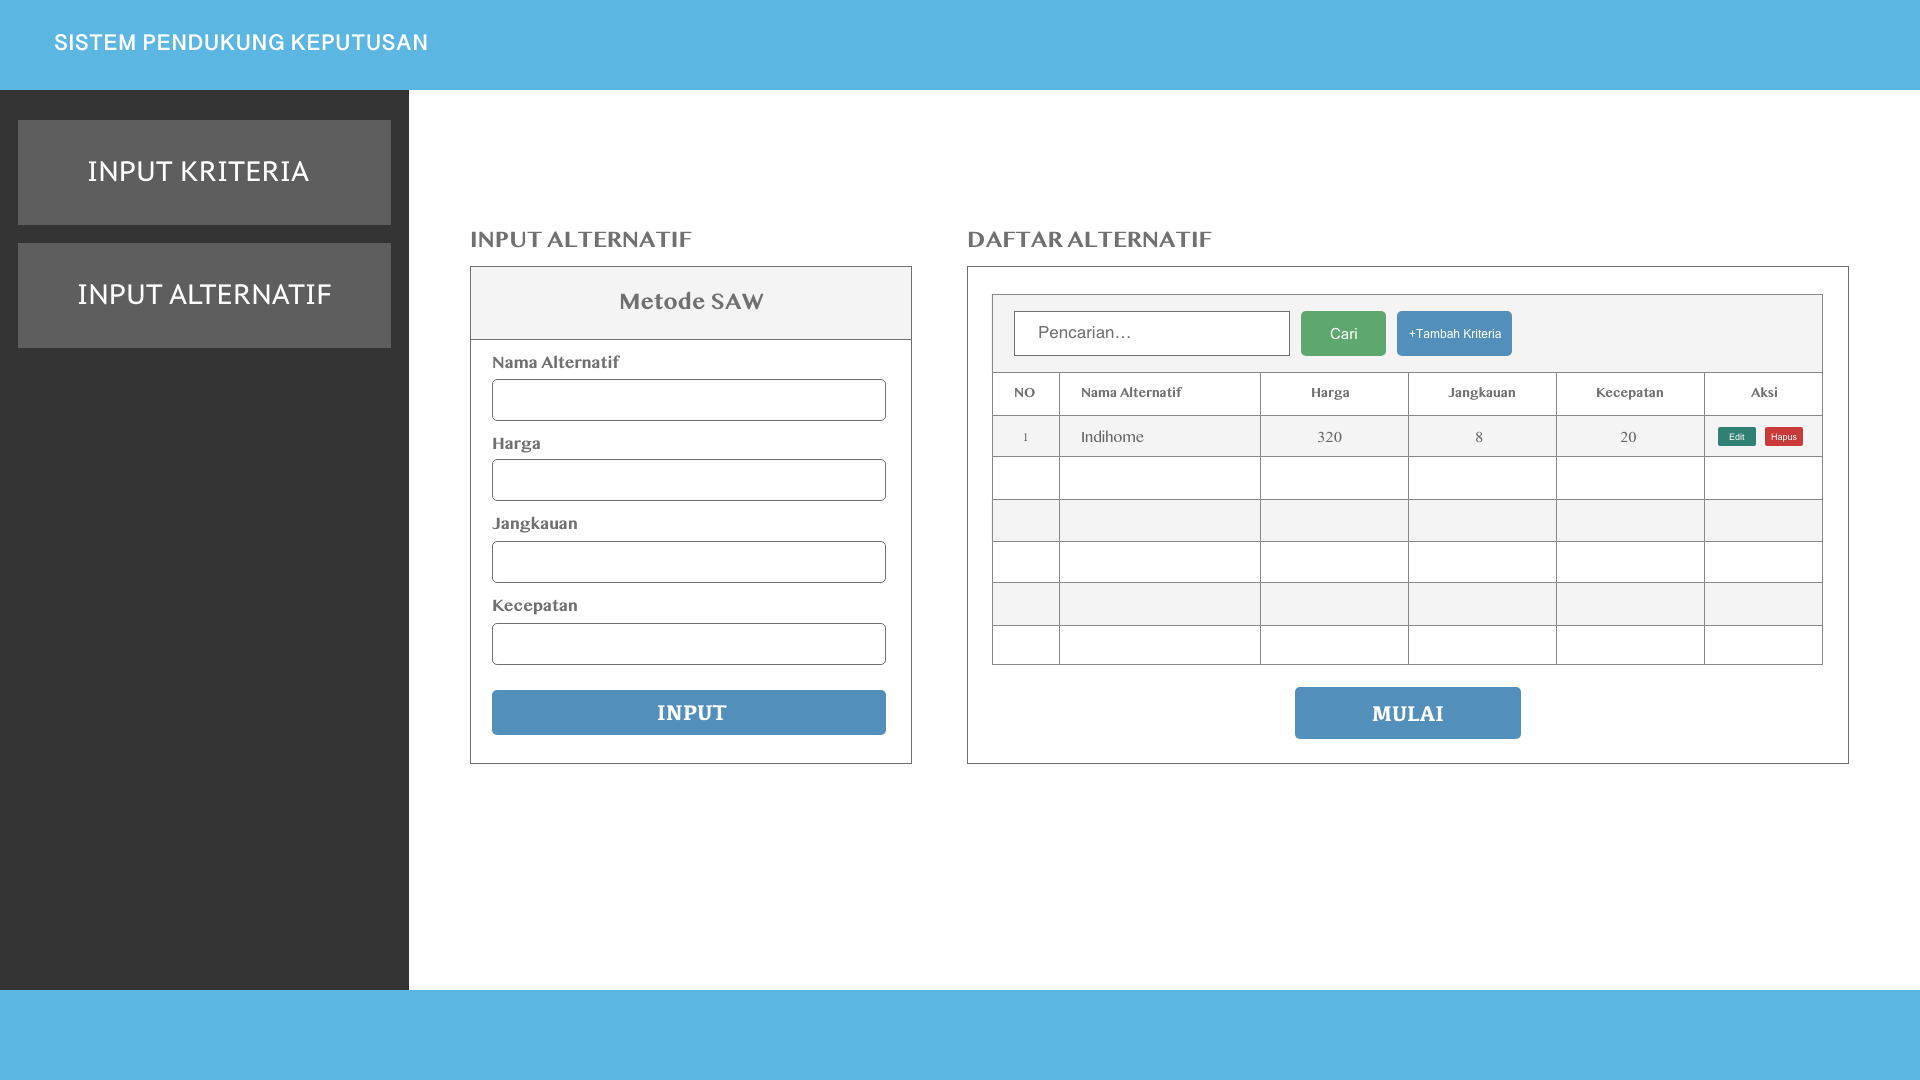 SISTEM PENDUKUNG KEPUTUSAN
INPUT KRITERIA
INPUT ALTERNATIF
INPUT ALTERNATIF
Metode SAW
Nama Alternatif
Harga
Jangkauan
Kecepatan
INPUT
DAFTAR ALTERNATIF
Pencarian... Cari +Tambah Kriteria
NO Nama Alternatif Harga Jangkauan Kecepatan Aksi
1 Indihome 320 8 20 Edit Hapus
MULAI